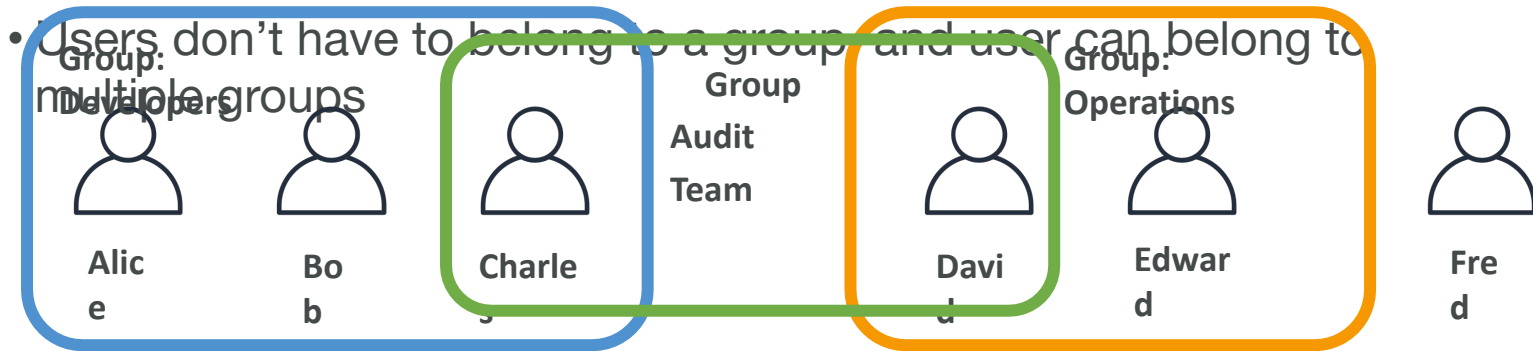 • Users don’t have to belong to a group, and user can belong to
multiple groups
Group:
Developers
Group
Audit
Team
Group:
Operations
Alic
e
Bo
b
Charle
s
Davi
d
Edwar
d
Fre
d